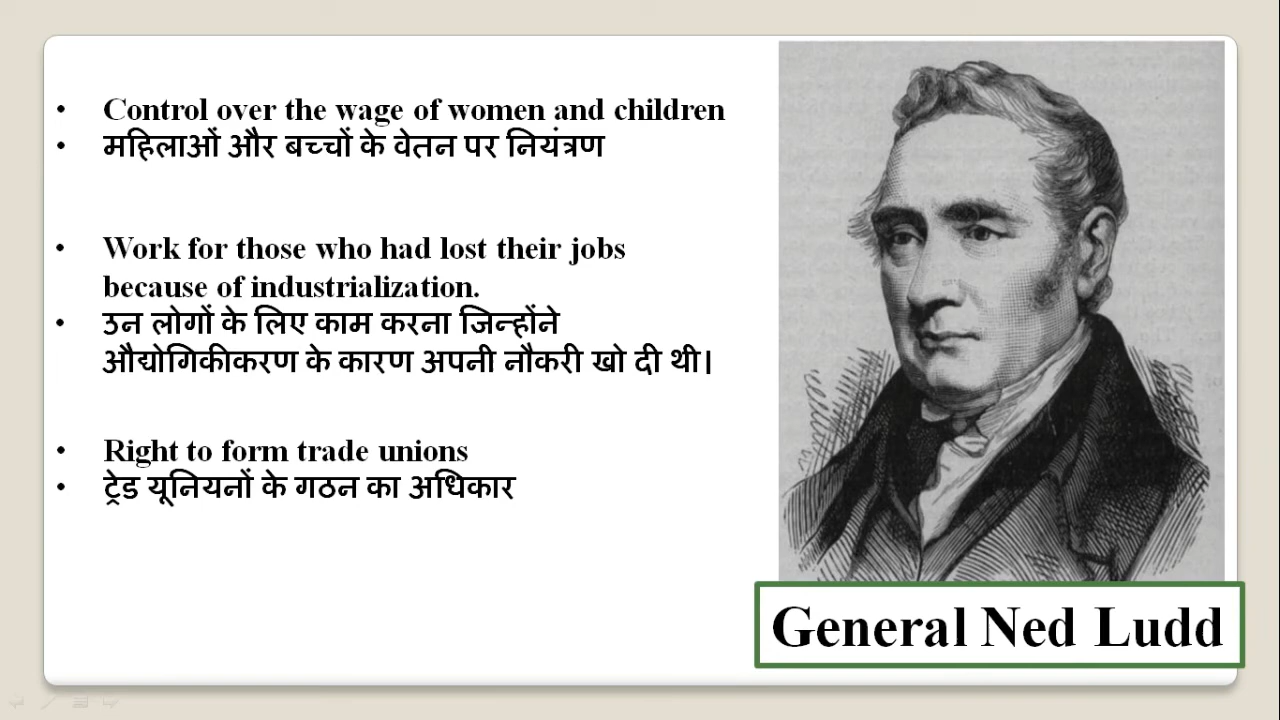 • Control over the wage of women and children
• महिलाओं और बच्चों के वेतन पर नियंत्रण
• Work for those who had lost their jobs
because of industrialization.
• उन लोगों के लिए काम करना जिन्होंने
औद्योगिकीकरण के कारण अपनी नौकरी खो दी थी।
• Right to form trade unions
• ट्रेड यूनियनों के गठन का अधिकार
General Ned Ludd